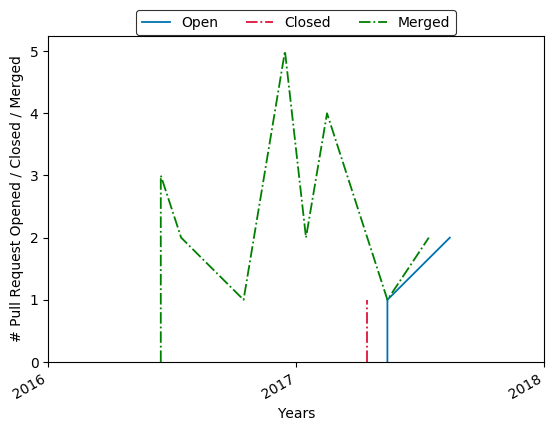 Open Closed Merged
# Pull Request Opened / Closed / Merged
5
4
3
2
1
0
2016 2017 2018
Years